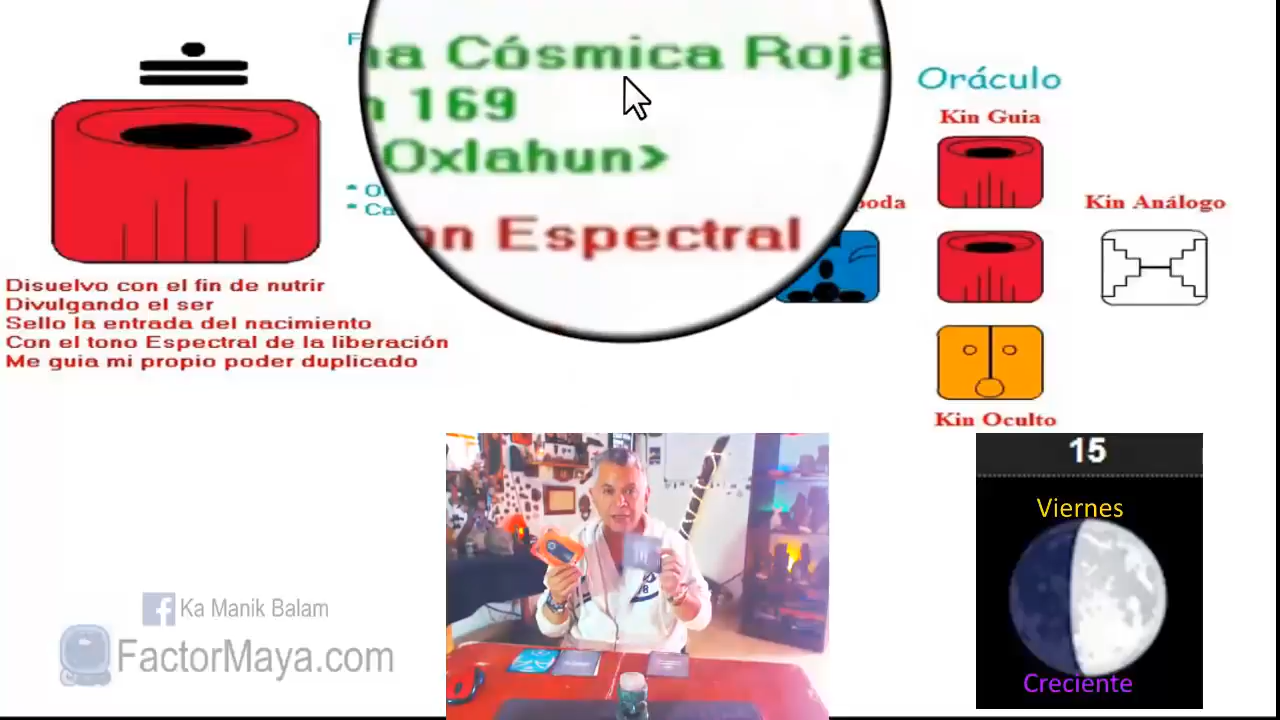 na Cósmica Roja
169
Oxlahun>
on Espectral
Disuelvo con el fin de nutrir
Divulgando el ser
Sello la entrada del nacimiento
Con el tono Espectral de la liberación
Me guia mi propio poder duplicado
Oráculo
Kin Guia
poda
Kin Análogo
Kin Oculto
15
Viernes
Creciente
Ka Manik Balam
FactorMaya.com